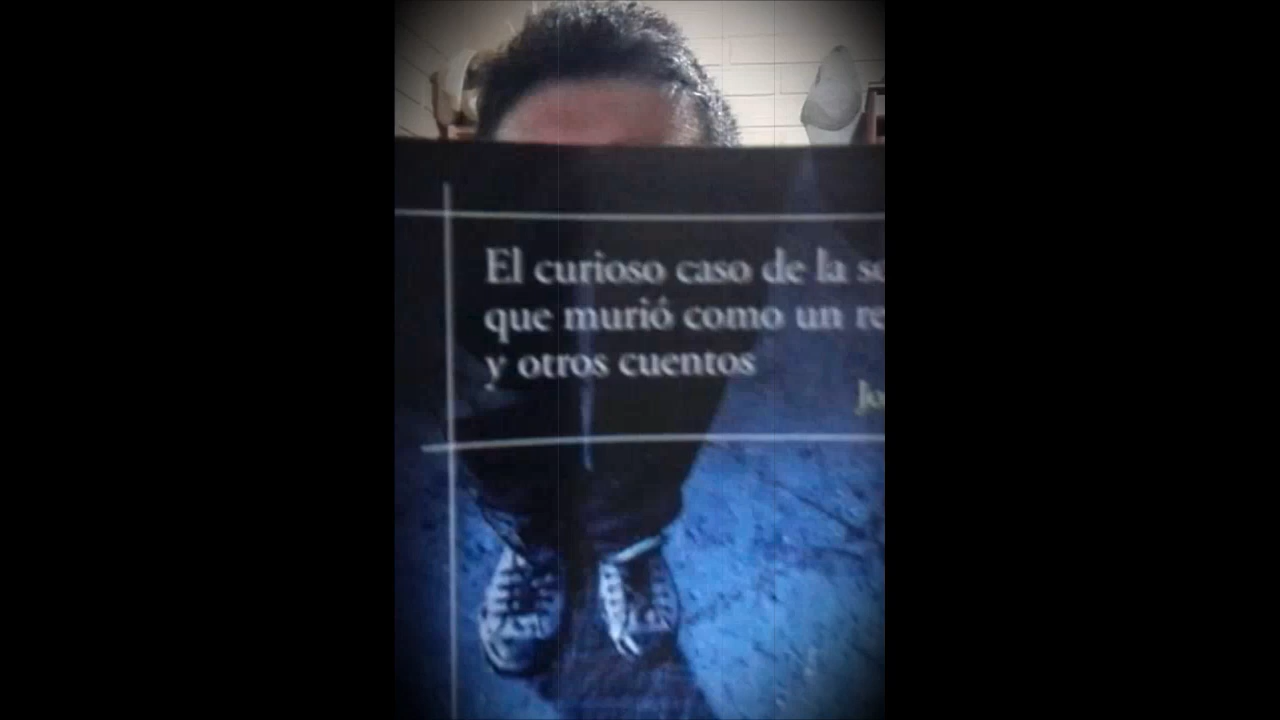 El curioso caso de la
que murió como un
y otros cuentos